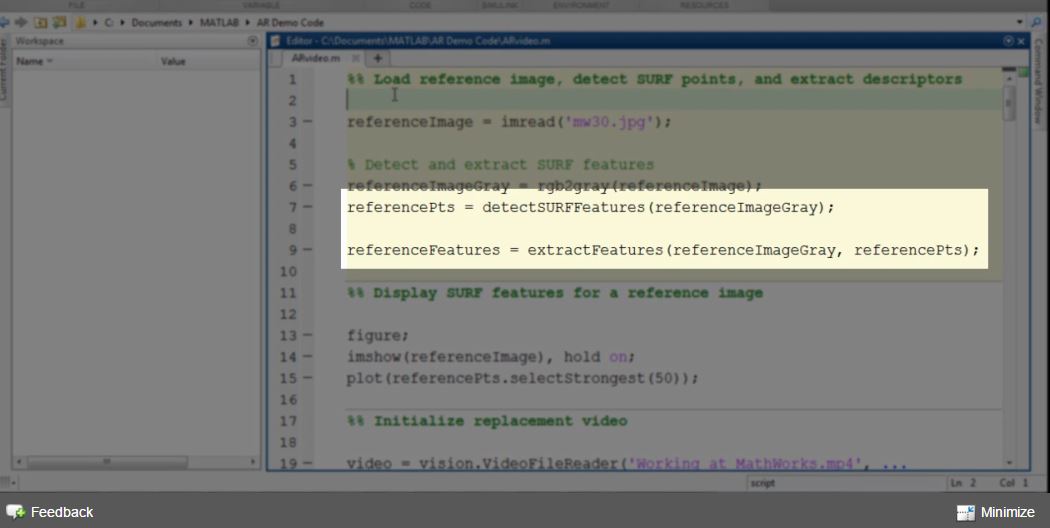 FILE VARIABLE CODE SIMULINK ENVIRONMENT RESOURCES
C: Documents MATLAB AR Demo Code
Workspace
Name Value
Current Folder
Editor - C:\Documents\MATLAB\AR Demo Code\ARvideo.m
ARvideo.m
Command Window
1 %% Load reference image, detect SURF points, and extract descriptors
2
3 referenceImage = imread('mw30.jpg');
4
5 % Detect and extract SURF features
6 referenceImageGray = rgb2gray(referenceImage);
7 referencePts = detectSURFFeatures(referenceImageGray);
8
9 referenceFeatures = extractFeatures(referenceImageGray, referencePts);
10
11 %% Display SURF features for a reference image
12
13 figure;
14 imshow(referenceImage), hold on;
15 plot(referencePts.selectStrongest(50));
16
17 %% Initialize replacement video
18
19 video = vision.VideoFileReader('Working at MathWorks.mp4', ...
script Ln 2 Col 1
Feedback Minimize